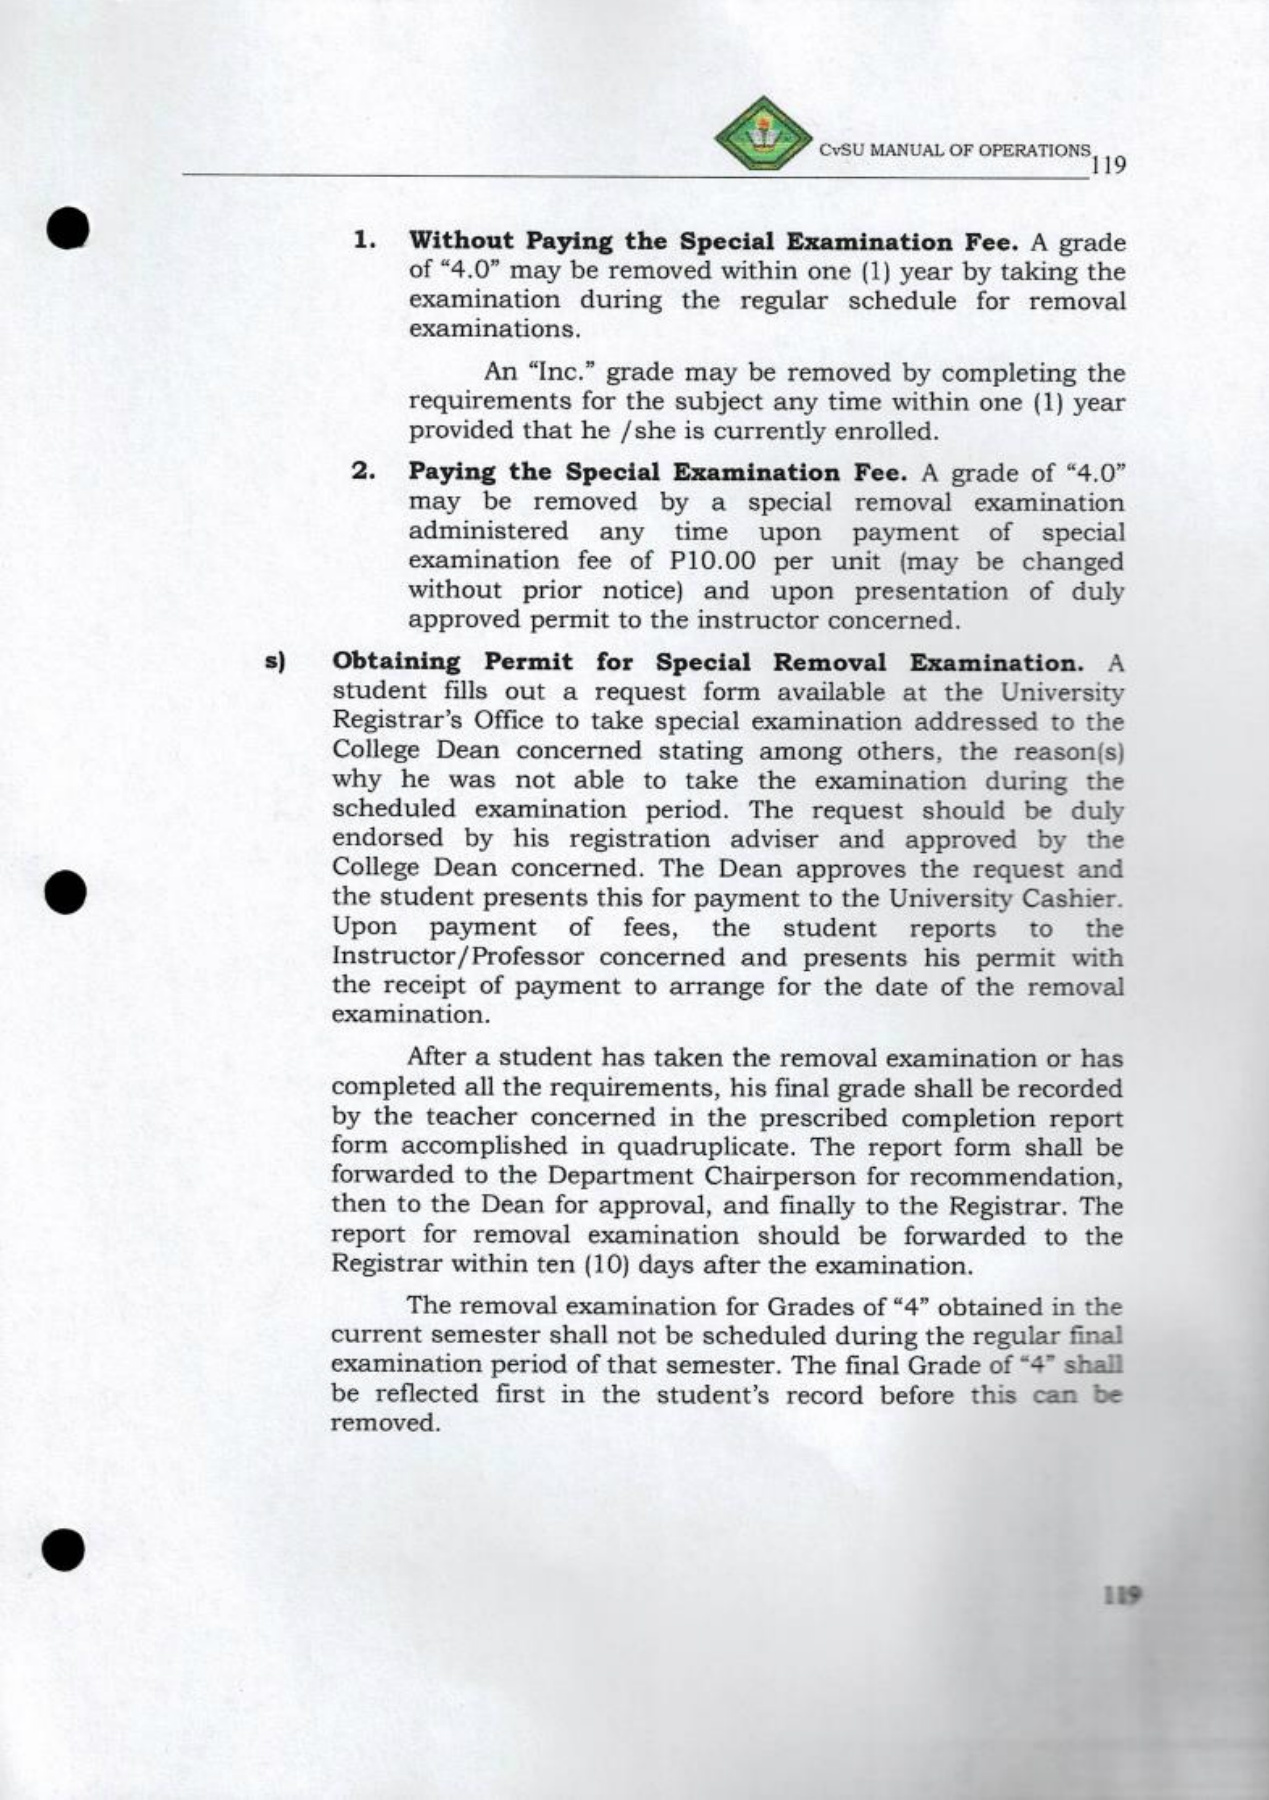 CvSU MANUAL OF OPERATIONS 119
1. Without Paying the Special Examination Fee. A grade
of “4.0” may be removed within one (1) year by taking the
examination during the regular schedule for removal
examinations.
An “Inc.” grade may be removed by completing the
requirements for the subject any time within one (1) year
provided that he /she is currently enrolled.
2. Paying the Special Examination Fee. A grade of “4.0”
may be removed by a special removal examination
administered any time upon payment of special
examination fee of P10.00 per unit (may be changed
without prior notice) and upon presentation of duly
approved permit to the instructor concerned.
s) Obtaining Permit for Special Removal Examination. A
student fills out a request form available at the University
Registrar’s Office to take special examination addressed to the
College Dean concerned stating among others, the reason(s)
why he was not able to take the examination during the
scheduled examination period. The request should be duly
endorsed by his registration adviser and approved by the
College Dean concerned. The Dean approves the request and
the student presents this for payment to the University Cashier.
Upon payment of fees, the student reports to the
Instructor/Professor concerned and presents his permit with
the receipt of payment to arrange for the date of the removal
examination.
After a student has taken the removal examination or has
completed all the requirements, his final grade shall be recorded
by the teacher concerned in the prescribed completion report
form accomplished in quadruplicate. The report form shall be
forwarded to the Department Chairperson for recommendation,
then to the Dean for approval, and finally to the Registrar. The
report for removal examination should be forwarded to the
Registrar within ten (10) days after the examination.
The removal examination for Grades of “4” obtained in the
current semester shall not be scheduled during the regular final
examination period of that semester. The final Grade of “4” shall
be reflected first in the student’s record before this can be
removed.
119